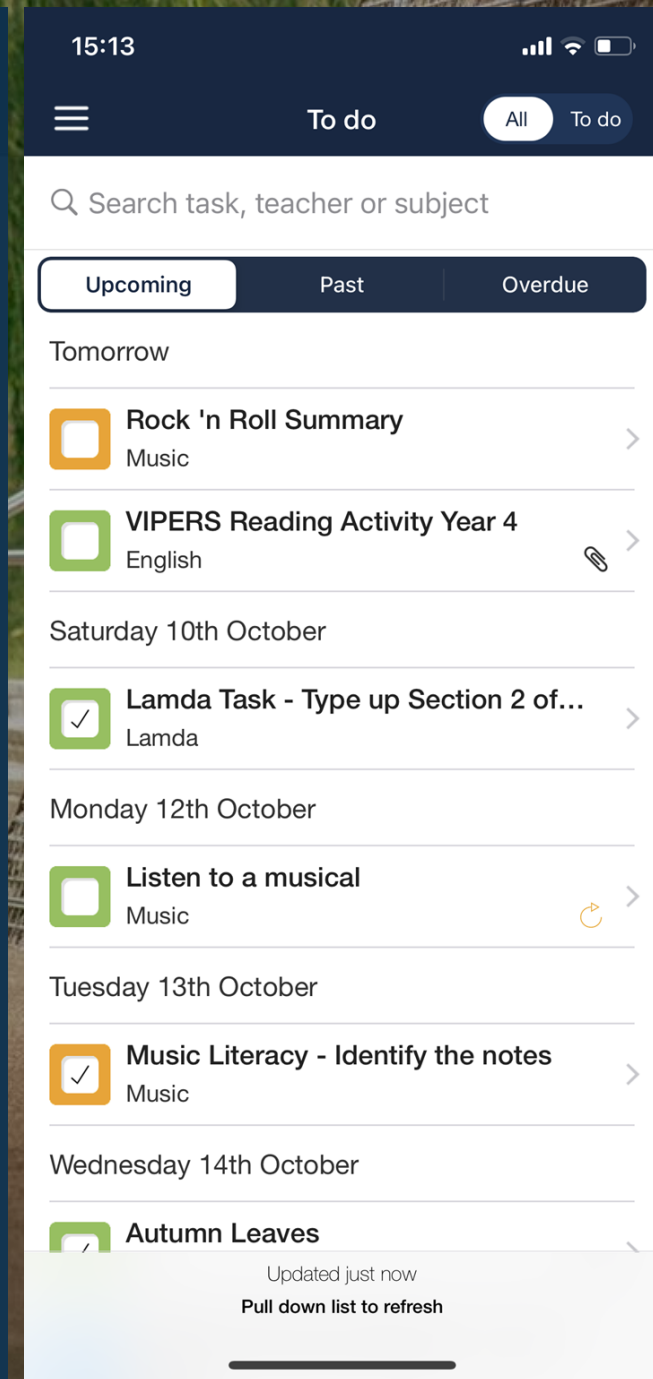 15:13
To do
All
To do
Search task, teacher or subject
Upcoming
Past
Overdue
Tomorrow
Rock 'n Roll Summary
Music
VIPERS Reading Activity Year 4
English
Saturday 10th October
Lamda Task - Type up Section 2 of...
Lamda
Monday 12th October
Listen to a musical
Music
Tuesday 13th October
Music Literacy - Identify the notes
Music
Wednesday 14th October
Autumn Leaves
Updated just now
Pull down list to refresh